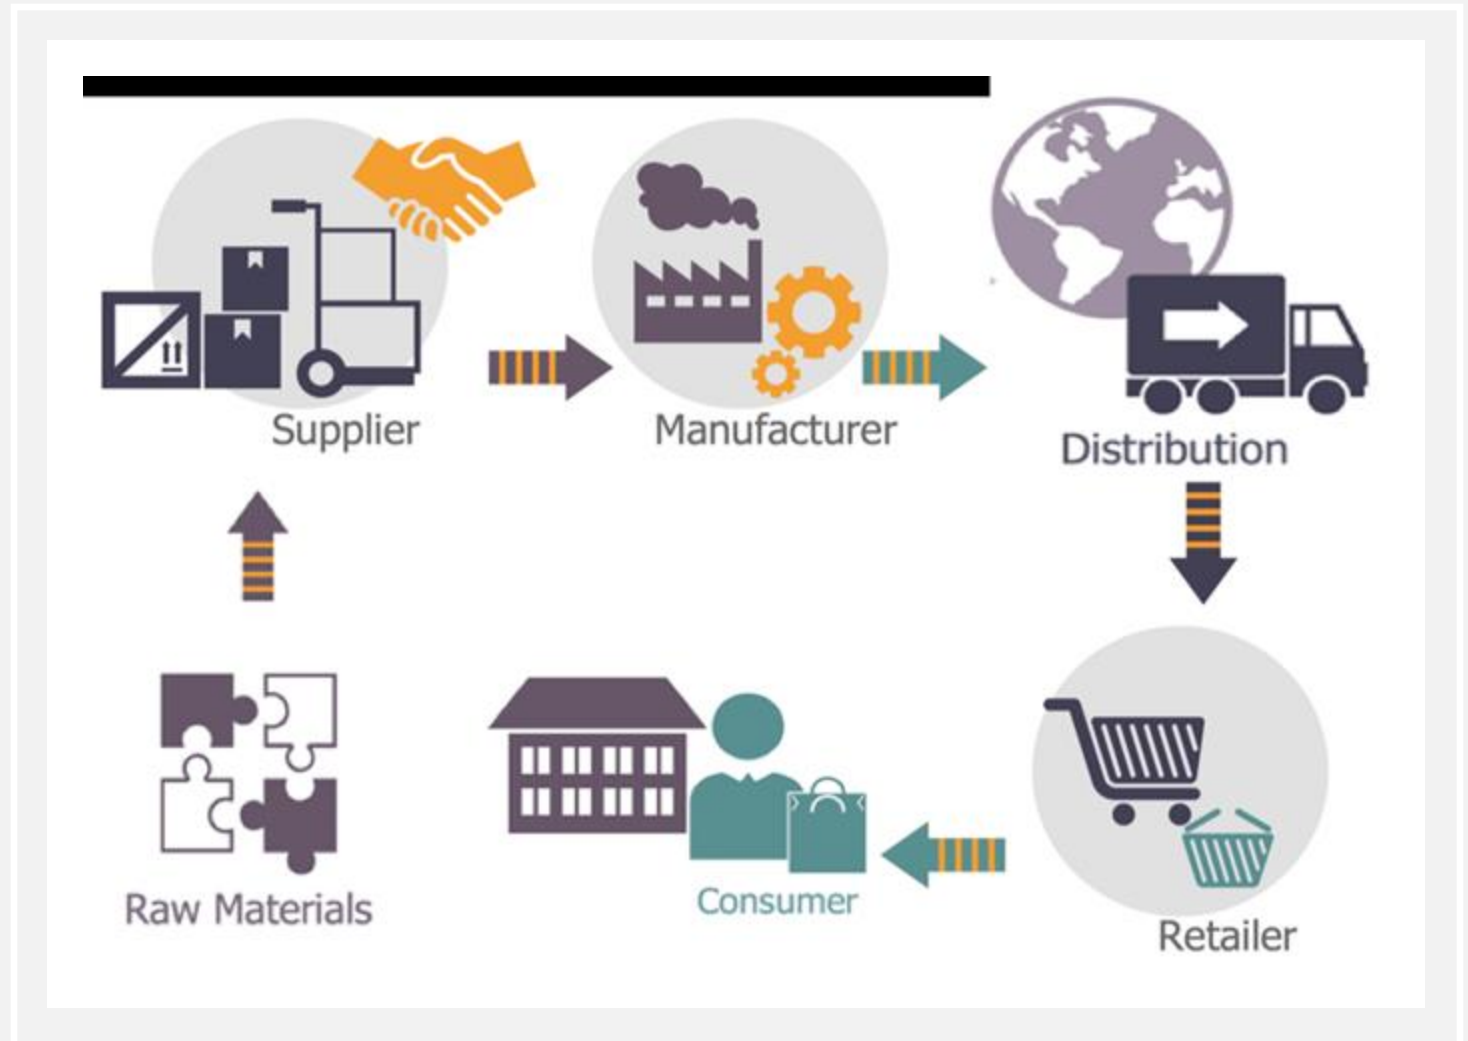 Supplier
Manufacturer
Distribution
Raw Materials
Consumer
Retailer